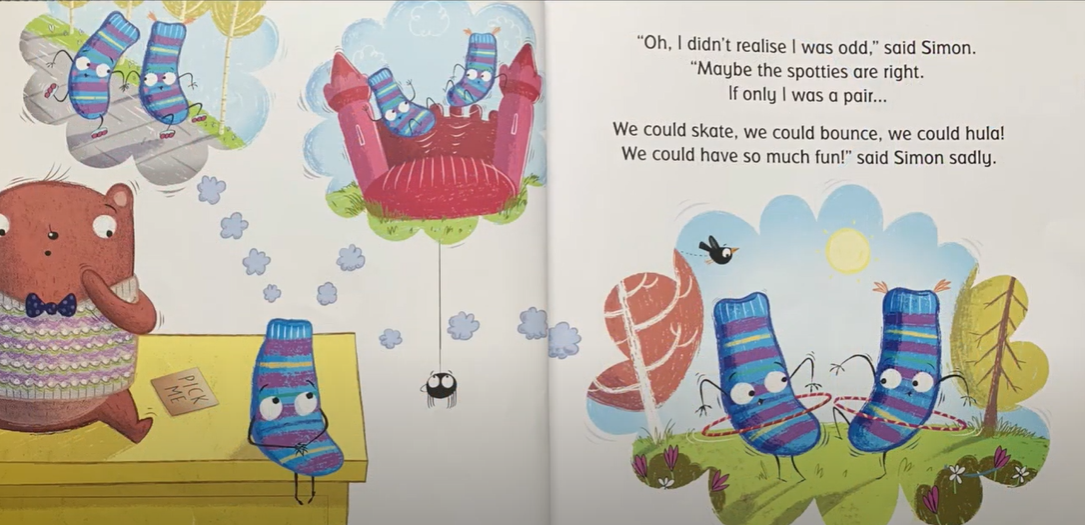 PICK
ME
“Oh, I didn’t realise I was odd,” said Simon.
“Maybe the spotties are right.
If only I was a pair...
We could skate, we could bounce, we could hula!
We could have so much fun!” said Simon sadly.